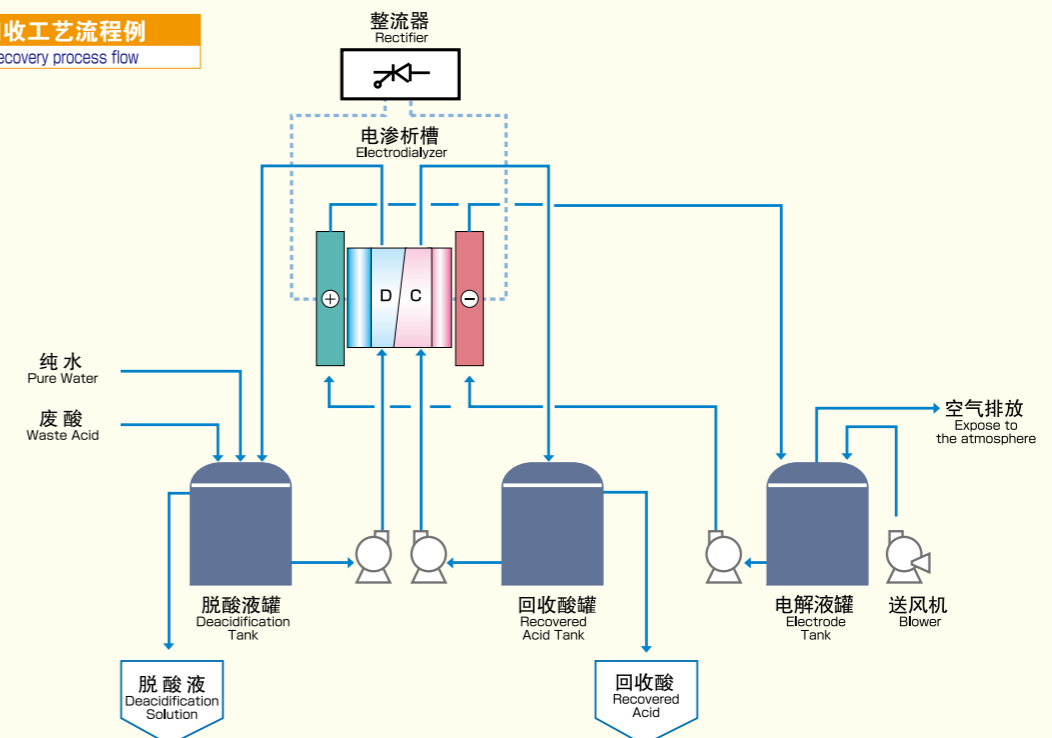 收工艺流程例
ecovery process flow
整流器
Rectifier
电渗析槽
Electrodialyzer
+
D
C
−
纯水
Pure Water
废酸
Waste Acid
空气排放
Expose to
the atmosphere
脱酸液罐
Deacidification
Tank
回收酸罐
Recovered
Acid Tank
电解液罐
Electrode
Tank
送风机
Blower
脱酸液
Deacidification
Solution
回收酸
Recovered
Acid